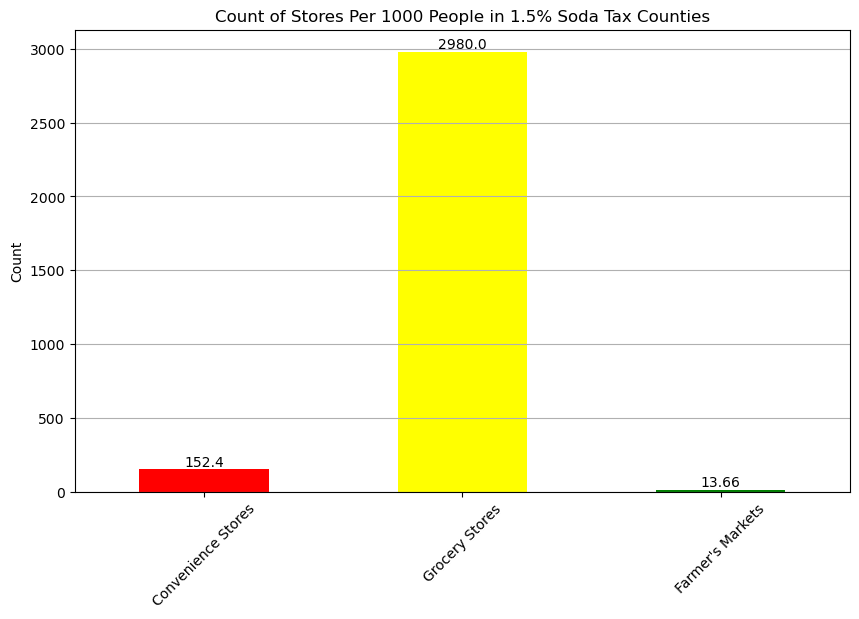 Count of Stores Per 1000 People in 1.5% Soda Tax Counties
Count
3000
2500
2000
1500
1000
500
0
152.4
2980.0
13.66
Convenience Stores
Grocery Stores
Farmer's Markets